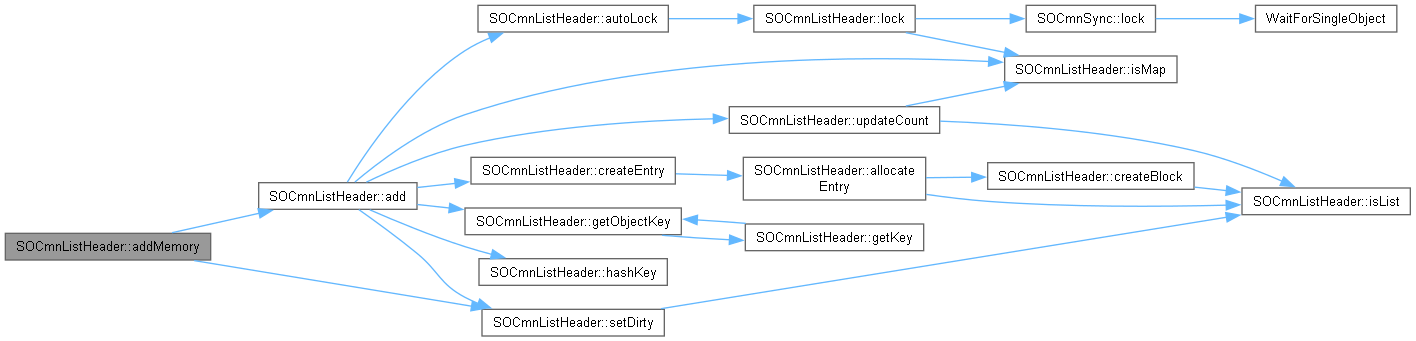 SOCmnListHeader::autoLock
SOCmnListHeader::lock
SOCmnSync::lock
WaitForSingleObject
SOCmnListHeader::isMap
SOCmnListHeader::updateCount
SOCmnListHeader::createEntry
SOCmnListHeader::allocate
Entry
SOCmnListHeader::createBlock
SOCmnListHeader::add
SOCmnListHeader::isList
SOCmnListHeader::getObjectKey
SOCmnListHeader::getKey
SOCmnListHeader::addMemory
SOCmnListHeader::hashKey
SOCmnListHeader::setDirty